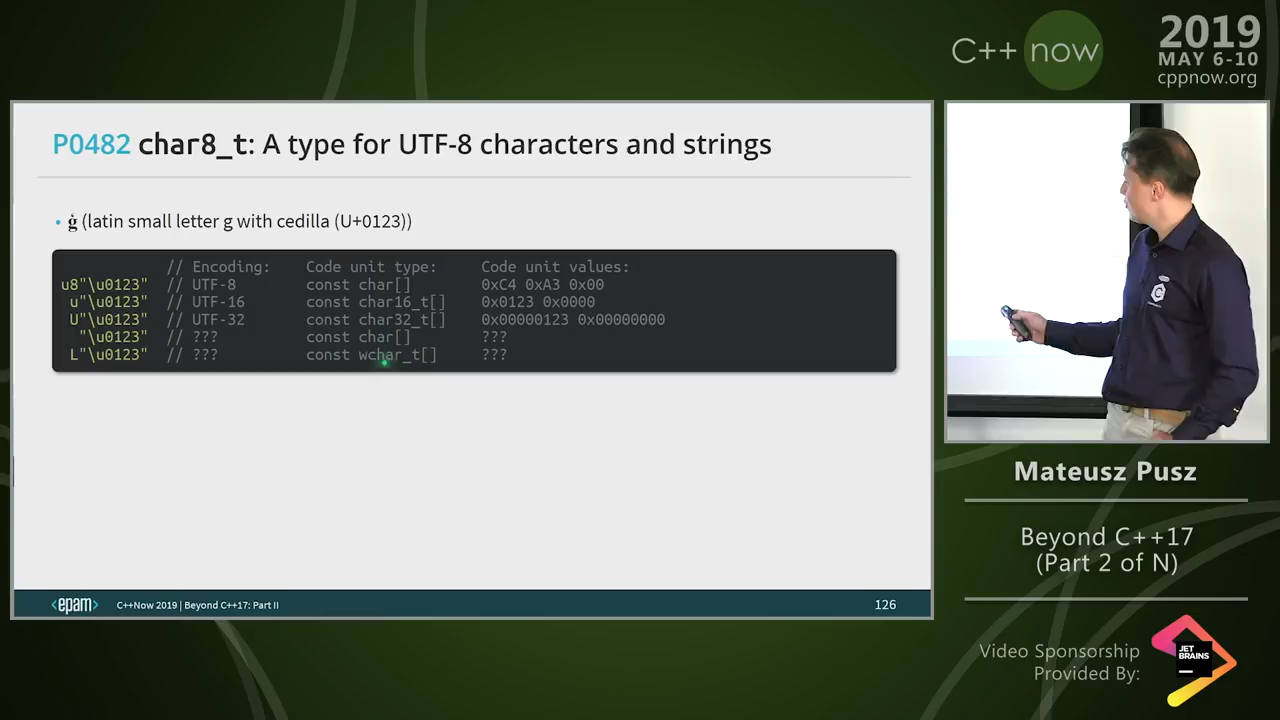 C++ now
2019
MAY 6-10
cppnow.org
P0482 char8_t: A type for UTF-8 characters and strings
• ģ (latin small letter g with cedilla (U+0123))
// Encoding: Code unit type: Code unit values:
u8"\u0123" // UTF-8 const char[] 0xC4 0xA3 0x00
u"\u0123" // UTF-16 const char16_t[] 0x0123 0x0000
U"\u0123" // UTF-32 const char32_t[] 0x00000123 0x00000000
"\u0123" // ??? const char[] ???
L"\u0123" // ??? const wchar_t[] ???
<epam> C++Now 2019 | Beyond C++17: Part II 126
Mateusz Pusz
Beyond C++17
(Part 2 of N)
Video Sponsorship
Provided By:
JET
BRAINS